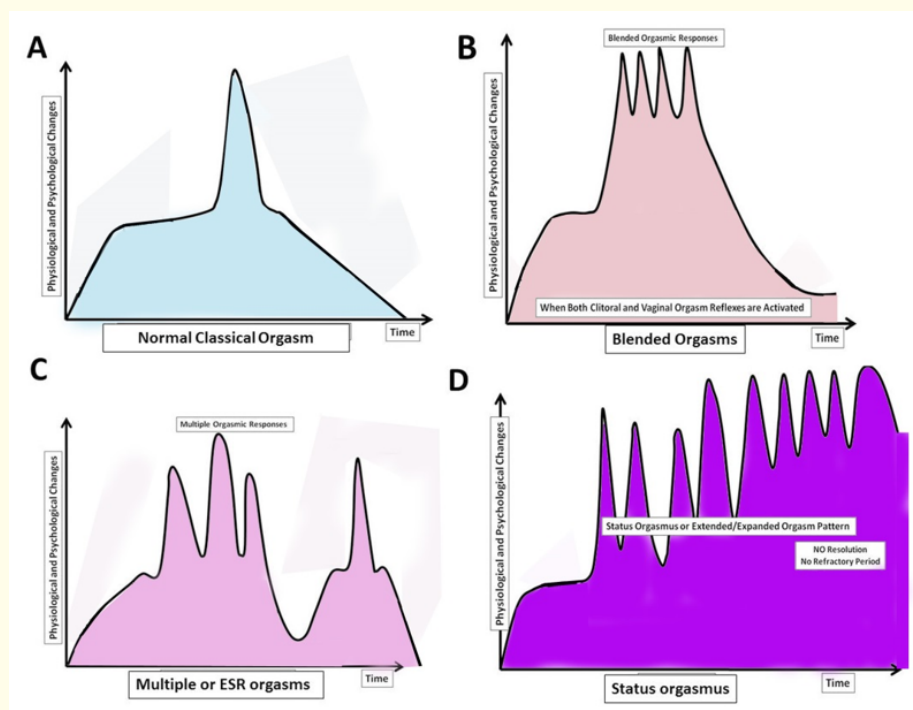 A
Physiological and Psychological Changes
Time
Normal Classical Orgasm
B
Blended Orgasmic Responses
Physiological and Psychological Changes
When Both Clitoral and Vaginal Orgasm Reflexes are Activated
Time
Blended Orgasms
C
Multiple Orgasmic Responses
Physiological and Psychological Changes
Time
Multiple or ESR orgasms
D
Physiological and Psychological Changes
Status Orgasmus or Extended/Expanded Orgasm Pattern
NO Resolution
No Refractory Period
Time
Status orgasmus